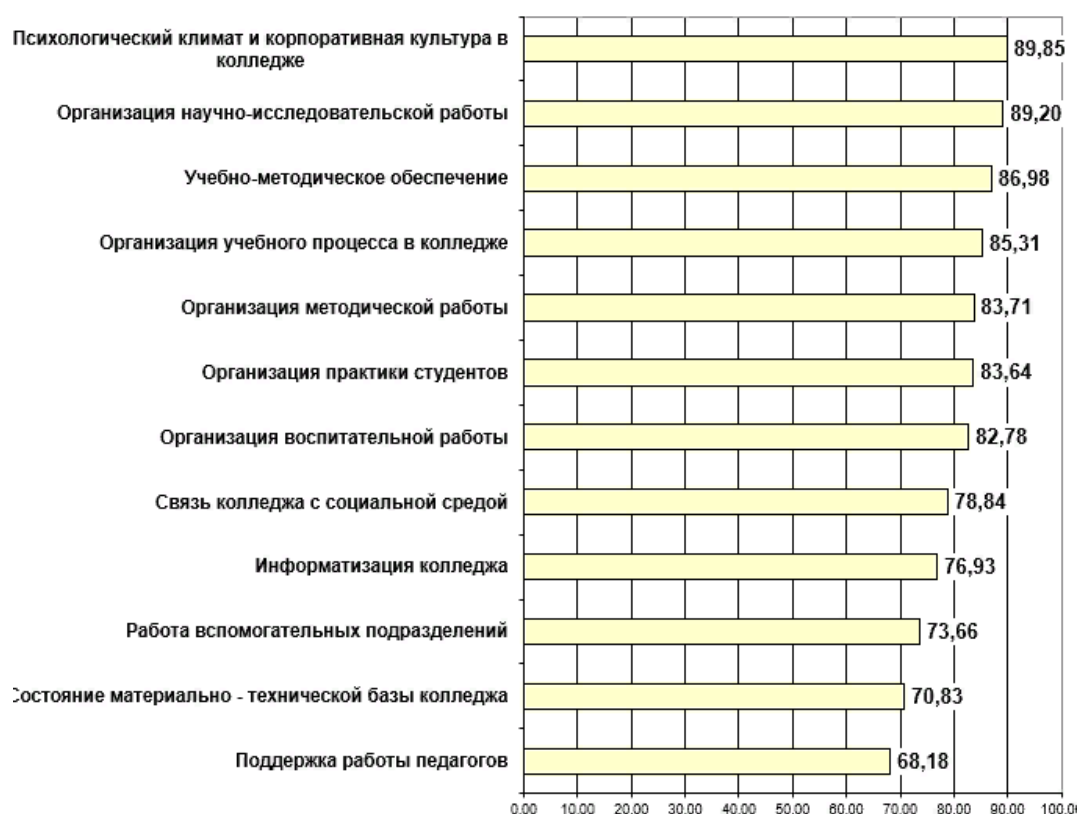 Психологический климат и корпоративная культура в
колледже
89,85
Организация научно-исследовательской работы
89,20
Учебно-методическое обеспечение
86,98
Организация учебного процесса в колледже
85,31
Организация методической работы
83,71
Организация практики студентов
83,64
Организация воспитательной работы
82,78
Связь колледжа с социальной средой
78,84
Информатизация колледжа
76,93
Работа вспомогательных подразделений
73,66
Состояние материально - технической базы колледжа
70,83
Поддержка работы педагогов
68,18
0.00 10.00 20.00 30.00 40.00 50.00 60.00 70.00 80.00 90.00 100.00